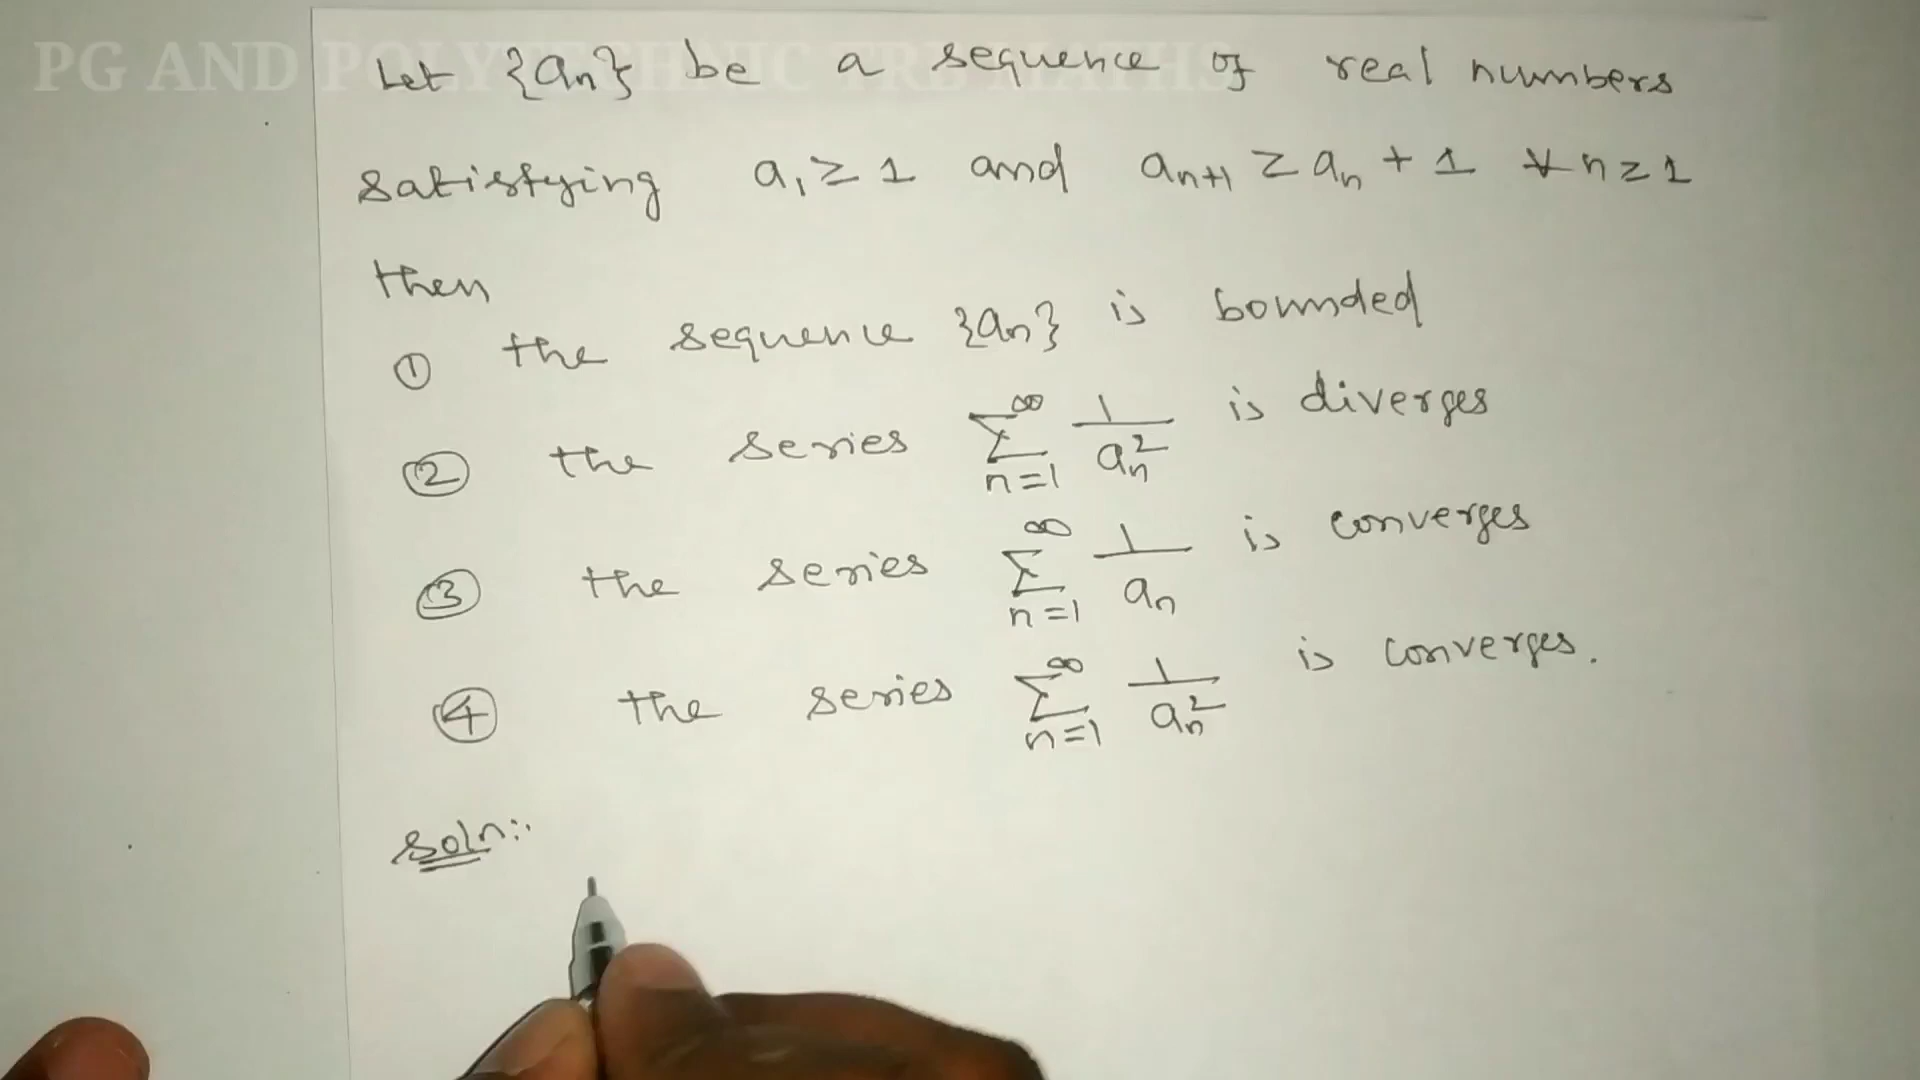 PG AND POLYTECHNIC TRB MATHS
Let {an} be a sequence of real numbers
satisfying a₁ ≥ 1 and aₙ₊₁ ≥ aₙ + 1 ∀ n ≥ 1
then
① the sequence {aₙ} is bounded
② the series ∑_{n=1}^{∞} 1/aₙ² is diverges
③ the series ∑_{n=1}^{∞} 1/aₙ is converges
④ the series ∑_{n=1}^{∞} 1/aₙ² is converges.
Soln:.